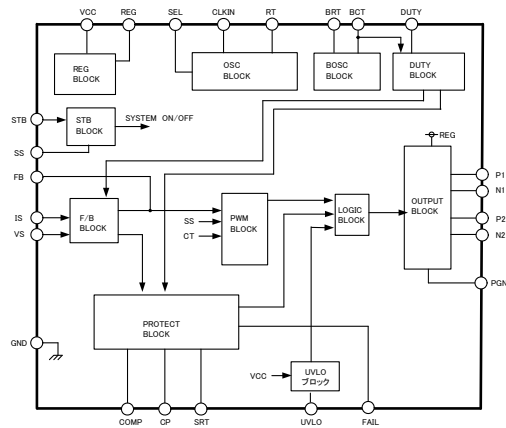 VCC REG SEL CLKIN RT BRT BCT DUTY
REG
BLOCK
OSC
BLOCK
BOSC
BLOCK
DUTY
BLOCK
STB
STB
BLOCK
SYSTEM ON/OFF
SS
FB
REG
IS
VS
F/B
BLOCK
SS
CT
PWM
BLOCK
LOGIC
BLOCK
OUTPUT
BLOCK
P1
N1
P2
N2
PGN
PROTECT
BLOCK
GND
VCC
UVLO
ブロック
COMP CP SRT UVLO FAIL